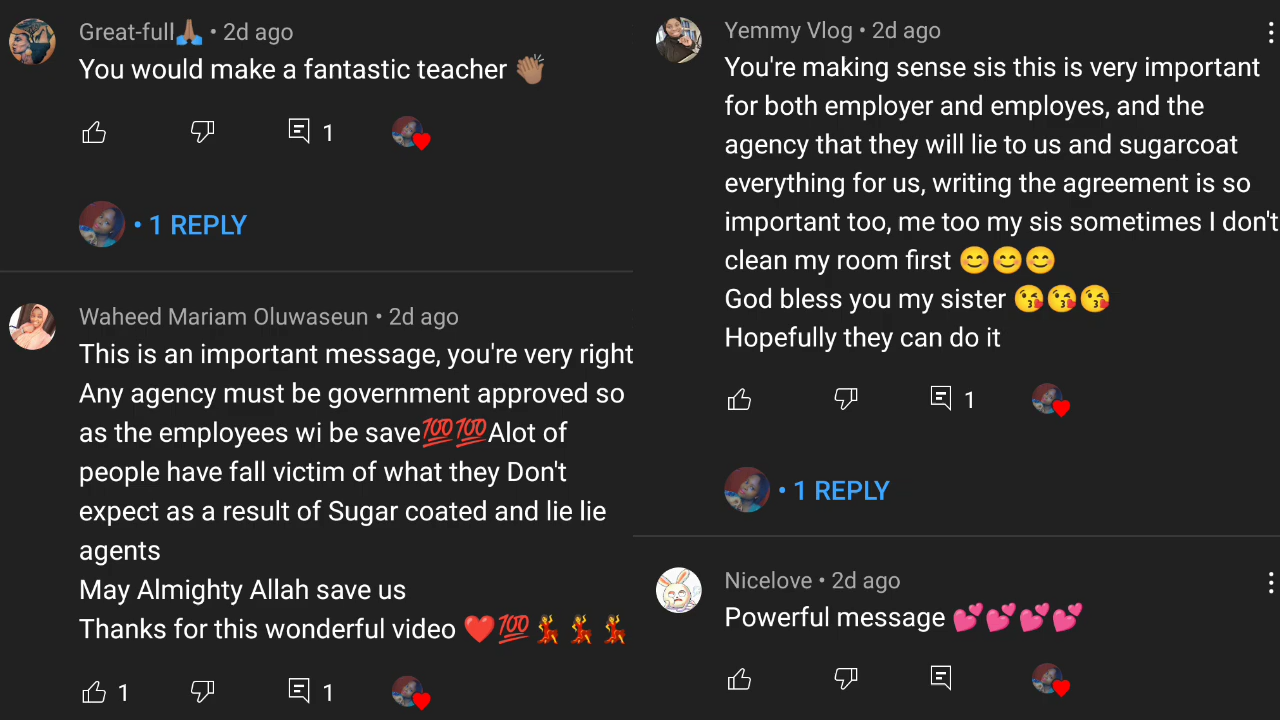 Great-full🙏🏽 • 2d ago
You would make a fantastic teacher 👏🏽
1
• 1 REPLY
Waheed Mariam Oluwaseun • 2d ago
This is an important message, you're very right
Any agency must be government approved so
as the employees wi be save💯💯Alot of
people have fall victim of what they Don't
expect as a result of Sugar coated and lie lie
agents
May Almighty Allah save us
Thanks for this wonderful video ❤️💯💃💃💃
1 1
Yemmy Vlog • 2d ago
You're making sense sis this is very important
for both employer and employes, and the
agency that they will lie to us and sugarcoat
everything for us, writing the agreement is so
important too, me too my sis sometimes I don't
clean my room first 😊😊😊
God bless you my sister 😘😘😘
Hopefully they can do it
1
• 1 REPLY
Nicelove • 2d ago
Powerful message 💕💕💕💕